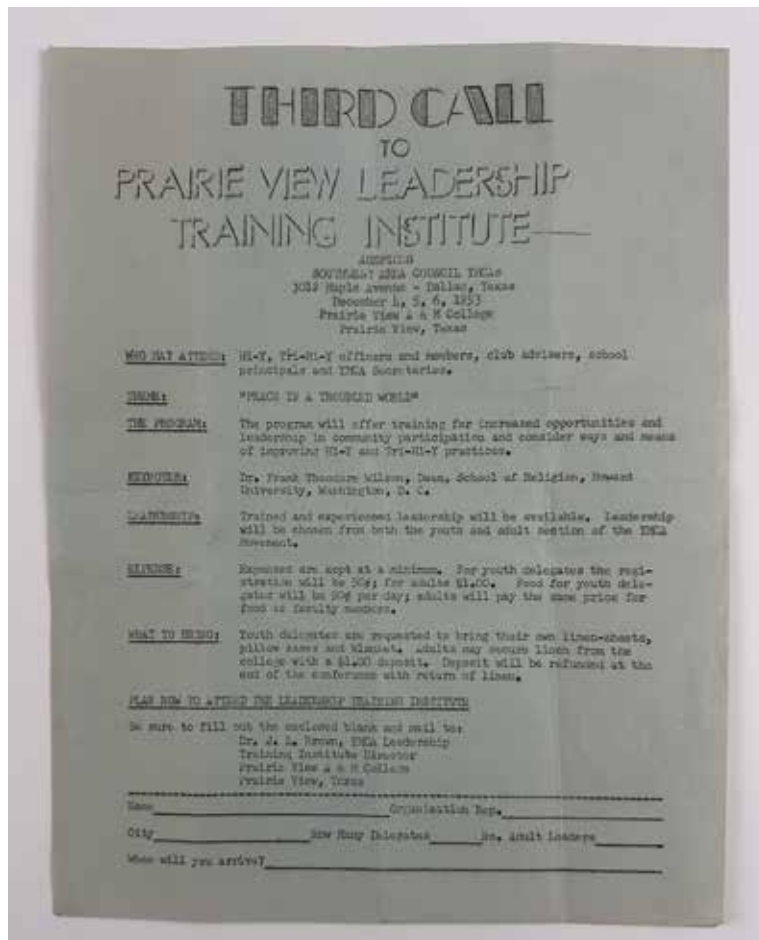 THIRD CALL
TO
PRAIRIE VIEW LEADERSHIP
TRAINING INSTITUTE
AUSPICES
SOUTHWEST AREA COUNCIL YMCAs
3012 Maple Avenue - Dallas, Texas
December 4, 5, 6, 1953
Prairie View A & M College
Prairie View, Texas
WHO MAY ATTEND: Hi-Y, Tri-Hi-Y officers and members, club advisers, school
principals and YMCA Secretaries.
THEME: "PEACE IN A TROUBLED WORLD"
THE PROGRAM: The program will offer training for increased opportunities and
leadership in community participation and consider ways and means
of improving Hi-Y and Tri-Hi-Y practices.
KEYNOTER: Dr. Frank Theodore Wilson, Dean, School of Religion, Howard
University, Washington, D. C.
LEADERSHIP: Trained and experienced leadership will be available. Leadership
will be chosen from both the youth and adult section of the YMCA
Movement.
EXPENSE: Expenses are kept at a minimum. For youth delegates the regi-
stration will be 50¢; for adults $1.00. Food for youth dele-
gates will be 90¢ per day; adults will pay the same price for
food as faculty members.
WHAT TO BRING: Youth delegates are requested to bring their own linen-sheets,
pillow cases and blanket. Adults may secure linen from the
college with a $1.00 deposit. Deposit will be refunded at the
end of the conference with return of linen.
PLAN NOW TO ATTEND THE LEADERSHIP TRAINING INSTITUTE
Be sure to fill out the enclosed blank and mail to:
Dr. J. L. Brown, YMCA Leadership
Training Institute Director
Prairie View A & M College
Prairie View, Texas
Name Organization Rep.
City How Many Delegates No. Adult Leaders
When will you arrive?